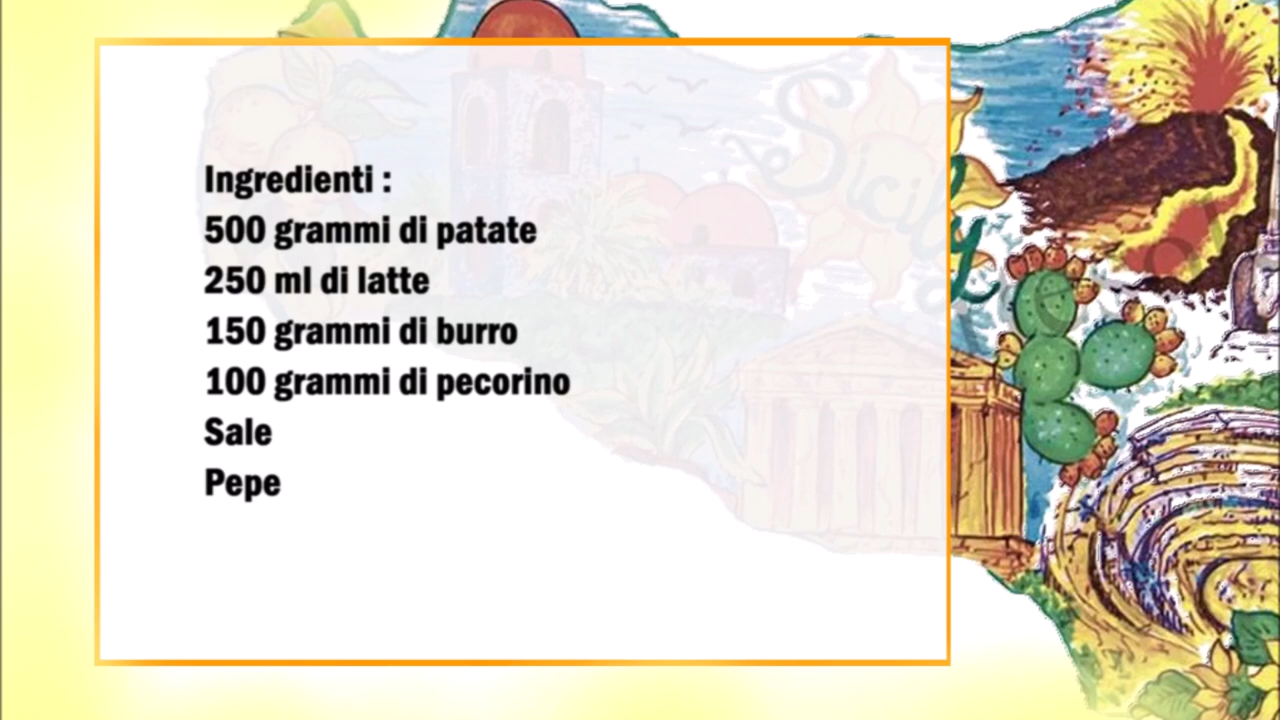 Ingredienti :
500 grammi di patate
250 ml di latte
150 grammi di burro
100 grammi di pecorino
Sale
Pepe
Sicily